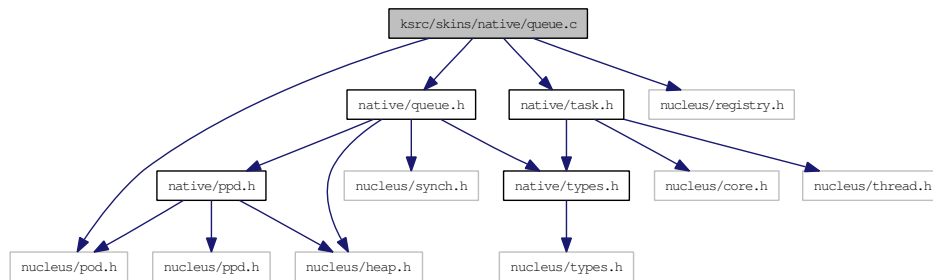 ksrc/skins/native/queue.c
native/queue.h
native/task.h
nucleus/registry.h
native/ppd.h
nucleus/synch.h
native/types.h
nucleus/core.h
nucleus/thread.h
nucleus/pod.h
nucleus/ppd.h
nucleus/heap.h
nucleus/types.h